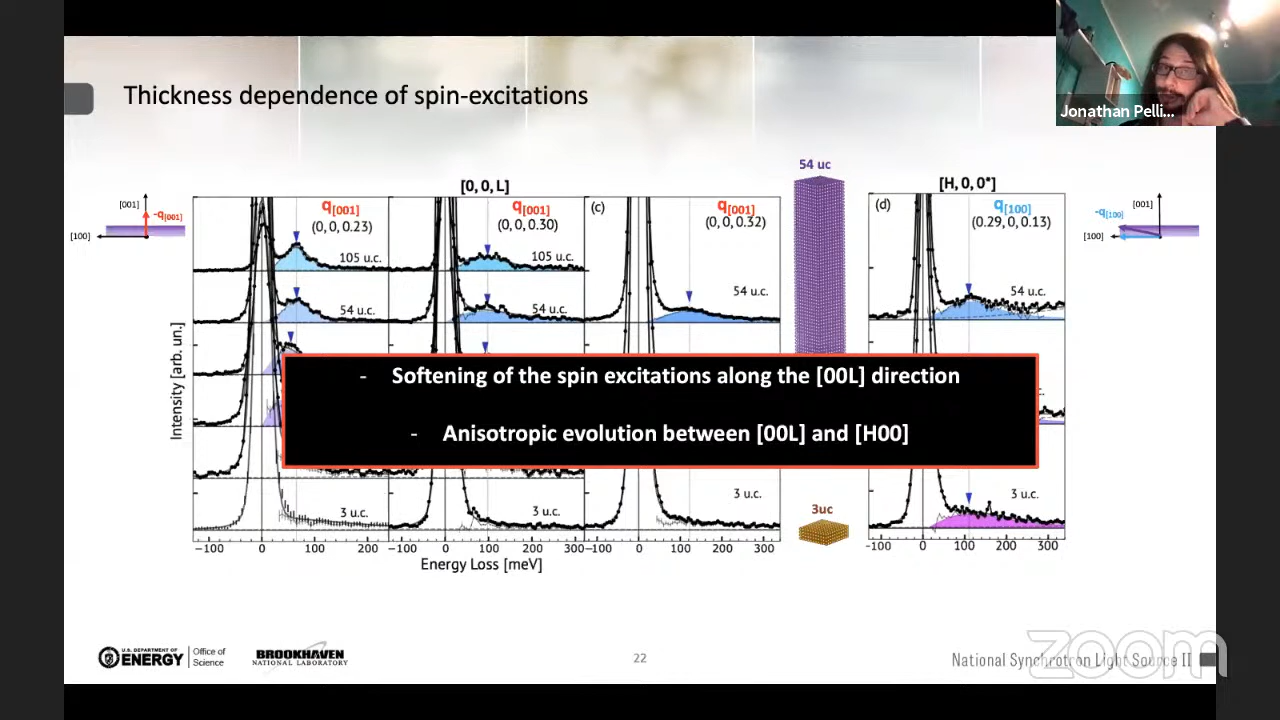 Jonathan Pelli...
Thickness dependence of spin-excitations
54 uc
[0, 0, L]
[H, 0, 0*]
[001]
-q[001]
[100]
q[001]
(0, 0, 0.23)
105 u.c.
54 u.c.
3 u.c.
q[001]
(0, 0, 0.30)
105 u.c.
54 u.c.
3 u.c.
(c)
q[001]
(0, 0, 0.32)
54 u.c.
3 u.c.
3uc
(d)
q[100]
(0.29, 0, 0.13)
54 u.c.
3 u.c.
[001]
-q[100]
[100]
Intensity [arb. un.]
- Softening of the spin excitations along the [00L] direction
- Anisotropic evolution between [00L] and [H00]
−100 0 100 200
−100 0 100 200 300
−100 0 100 200 300
-100 0 100 200 300
Energy Loss [meV]
U.S. DEPARTMENT OF
ENERGY
Office of
Science
BROOKHAVEN
NATIONAL LABORATORY
22
National Synchrotron Light Source II
zoom